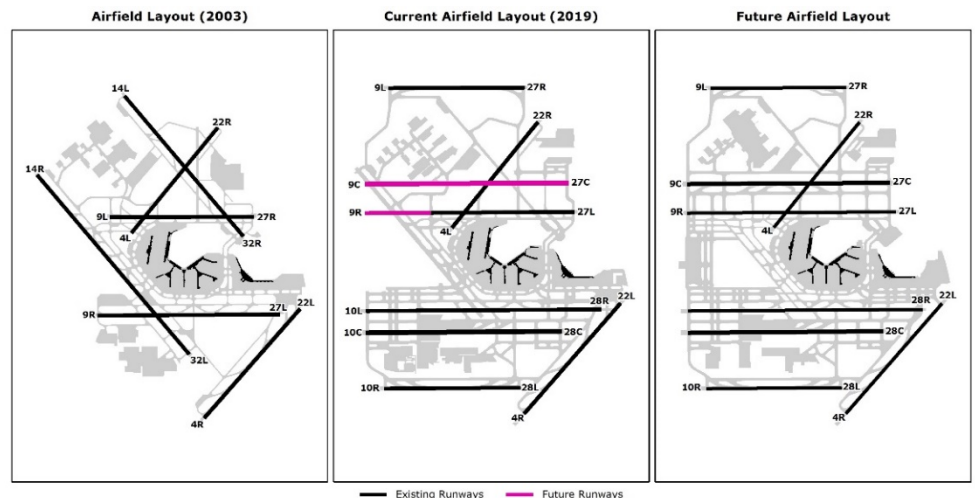 Airfield Layout (2003)
14L
22R
14R
9L
27R
4L
32R
9R
27L
22L
32L
4R
Current Airfield Layout (2019)
9L
27R
22R
9C
27C
9R
27L
4L
22L
10L
28R
10C
28C
10R
28L
4R
Future Airfield Layout
9L
27R
22R
9C
27C
9R
27L
4L
22L
28R
28C
10R
28L
4R
Existing Runways
Future Runways